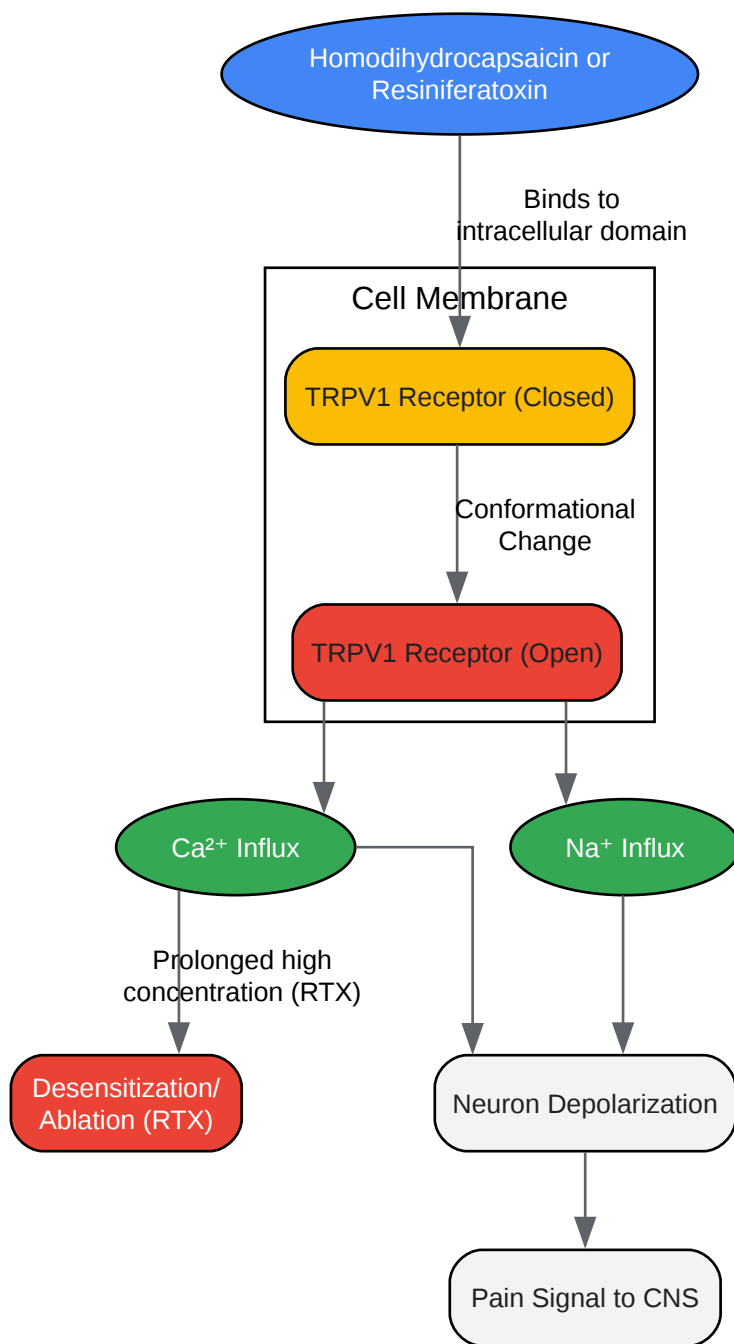 Homodihydrocapsaicin or
Resiniferatoxin
Binds to
intracellular domain
Cell Membrane
TRPV1 Receptor (Closed)
Conformational
Change
TRPV1 Receptor (Open)
Ca²⁺ Influx
Na⁺ Influx
Prolonged high
concentration (RTX)
Desensitization/
Ablation (RTX)
Neuron Depolarization
Pain Signal to CNS